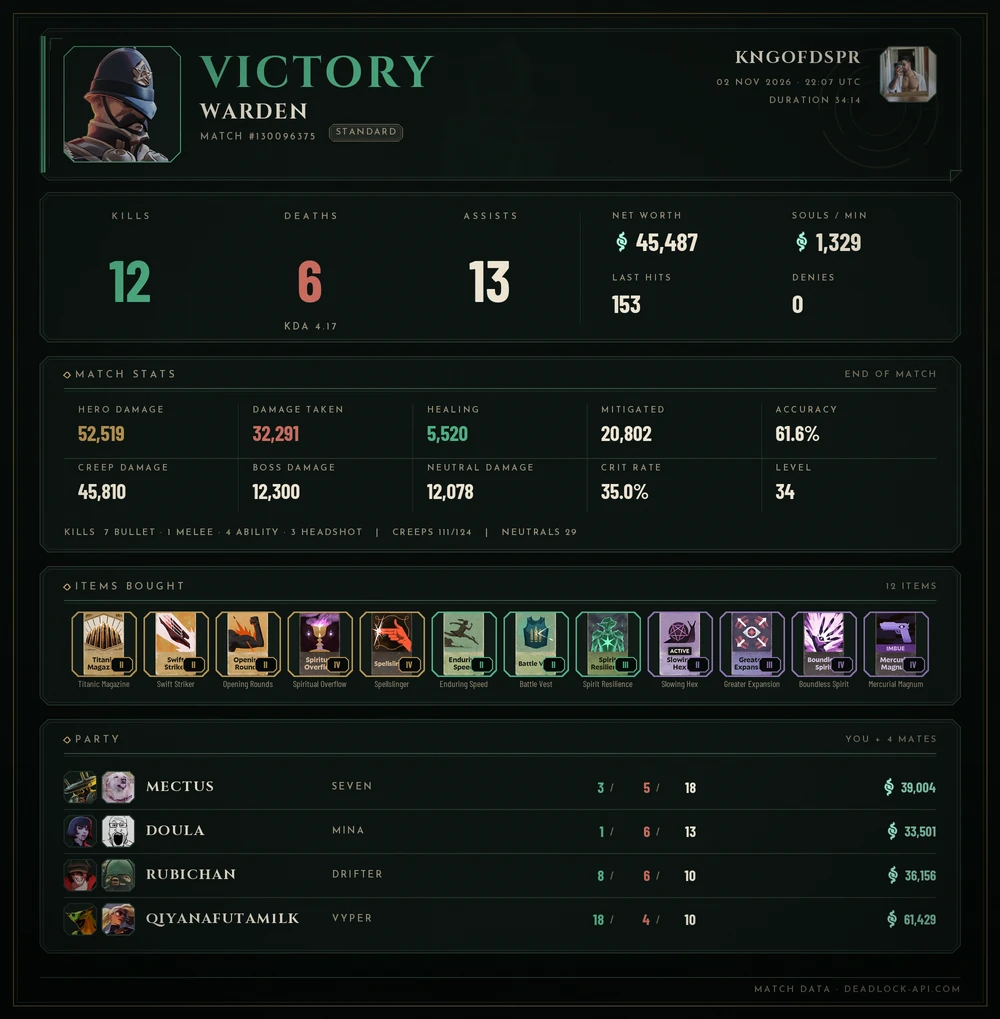 VICTORY
WARDEN
MATCH #130096375 STANDARD
KNGOFDSPR
02 NOV 2026 · 22:07 UTC
DURATION 34:14
KILLS DEATHS ASSISTS
12 6 13
KDA 4.17
NET WORTH SOULS / MIN
45,487 1,329
LAST HITS DENIES
153 0
MATCH STATS END OF MATCH
HERO DAMAGE DAMAGE TAKEN HEALING MITIGATED ACCURACY
52,519 32,291 5,520 20,802 61.6%
CREEP DAMAGE BOSS DAMAGE NEUTRAL DAMAGE CRIT RATE LEVEL
45,810 12,300 12,078 35.0% 34
KILLS 7 BULLET · 1 MELEE · 4 ABILITY · 3 HEADSHOT | CREEPS 111/124 | NEUTRALS 29
ITEMS BOUGHT 12 ITEMS
II II II IV IV II II III II III IV IV
ACTIVE IMBUE
Titanic Magazine Swift Striker Opening Rounds Spiritual Overflow Spellslinger Enduring Speed Battle Vest Spirit Resilience Slowing Hex Greater Expansion Boundless Spirit Mercurial Magnum
PARTY YOU + 4 MATES
MECTUS SEVEN 3 / 5 / 18 39,004
DOULA MINA 1 / 6 / 13 33,501
RUBICHAN DRIFTER 8 / 6 / 10 36,156
QIYANAFUTAM1LK VYPER 18 / 4 / 10 61,429
MATCH DATA · DEADLOCK-API.COM